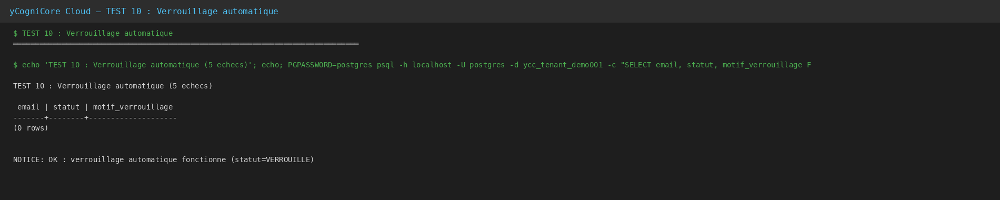 yCogniCore Cloud — TEST 10 : Verrouillage automatique
$ TEST 10 : Verrouillage automatique
══════════════════════════════════════════════════════════════════════════════
$ echo 'TEST 10 : Verrouillage automatique (5 echecs)'; echo; PGPASSWORD=postgres psql -h localhost -U postgres -d ycc_tenant_demo001 -c "SELECT email, statut, motif_verrouillage F
TEST 10 : Verrouillage automatique (5 echecs)
 email | statut | motif_verrouillage
-------+--------+--------------------
(0 rows)
NOTICE: OK : verrouillage automatique fonctionne (statut=VERROUILLE)